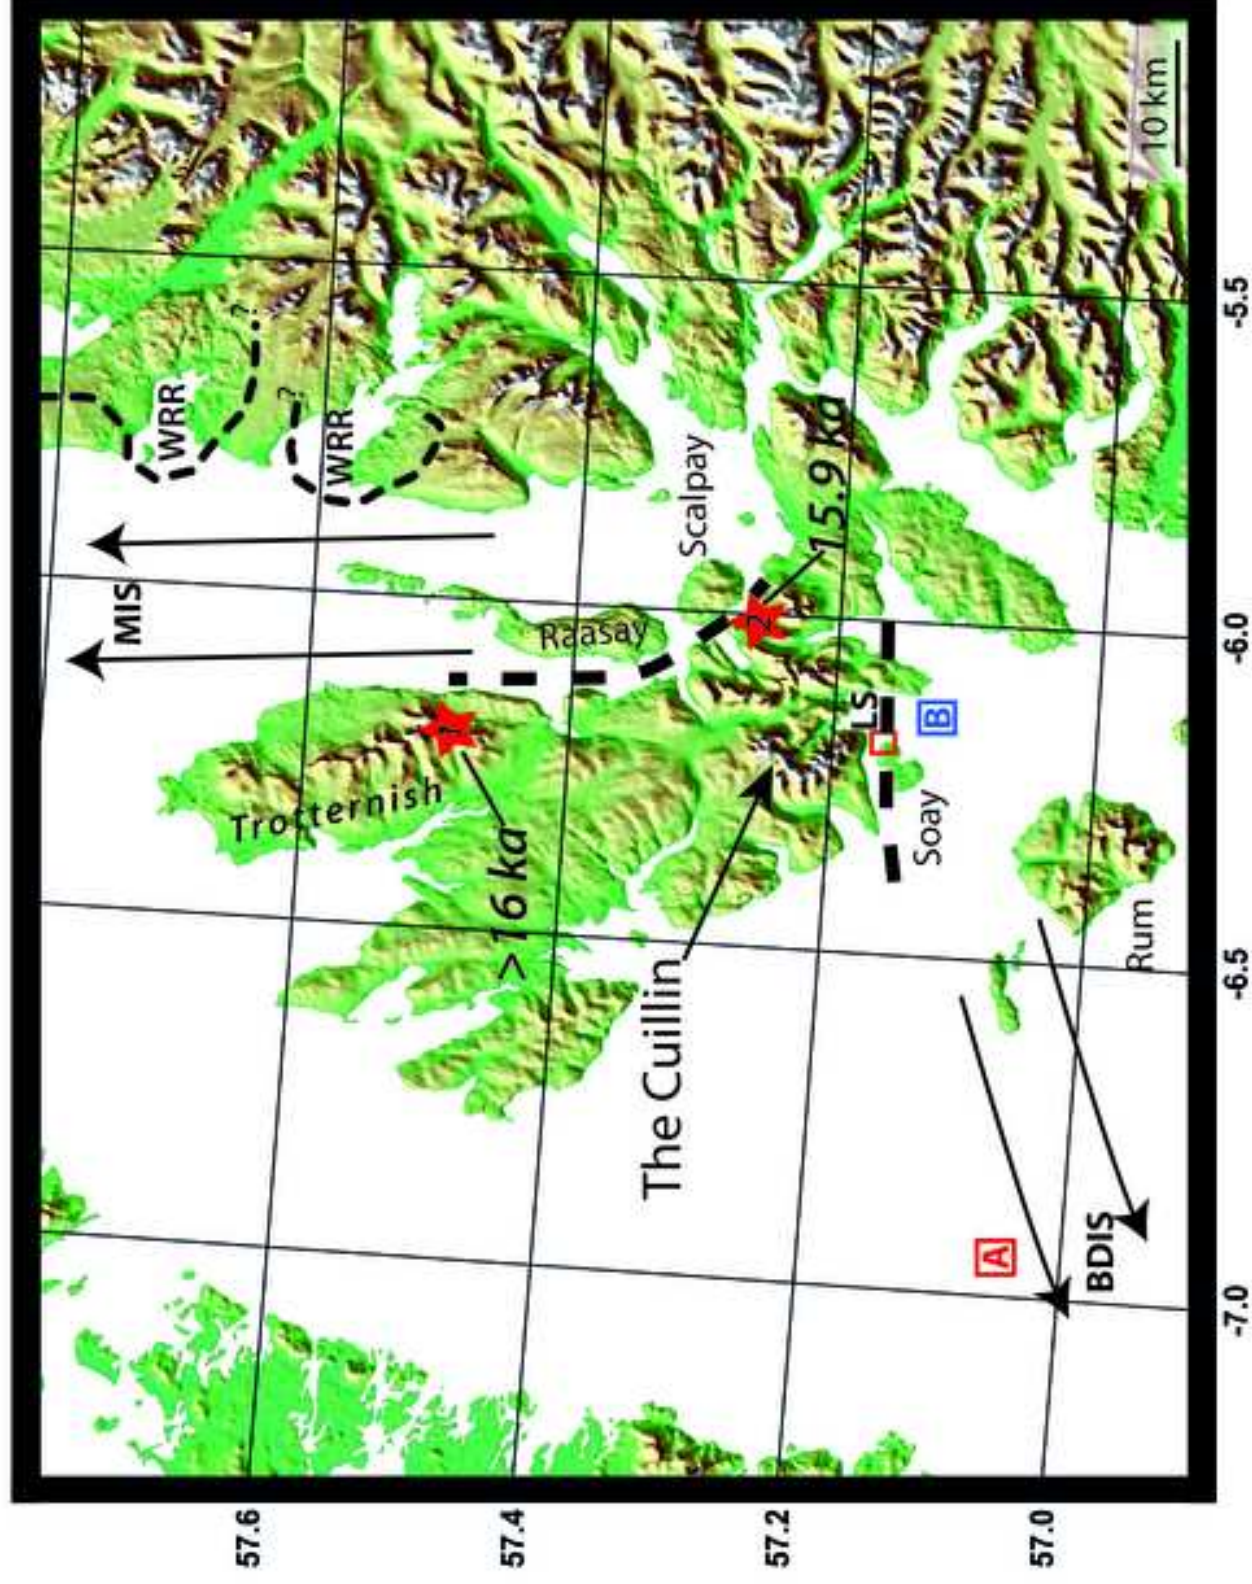 MIS
WRR
?
WRR
?
Trotternish
1
> 16 ka
Raasay
Scalpay
2
15.9 ka
The Cuillin
LS
B
Soay
Rum
A
BDIS
10 km
57.6
57.4
57.2
57.0
-7.0
-6.5
-6.0
-5.5